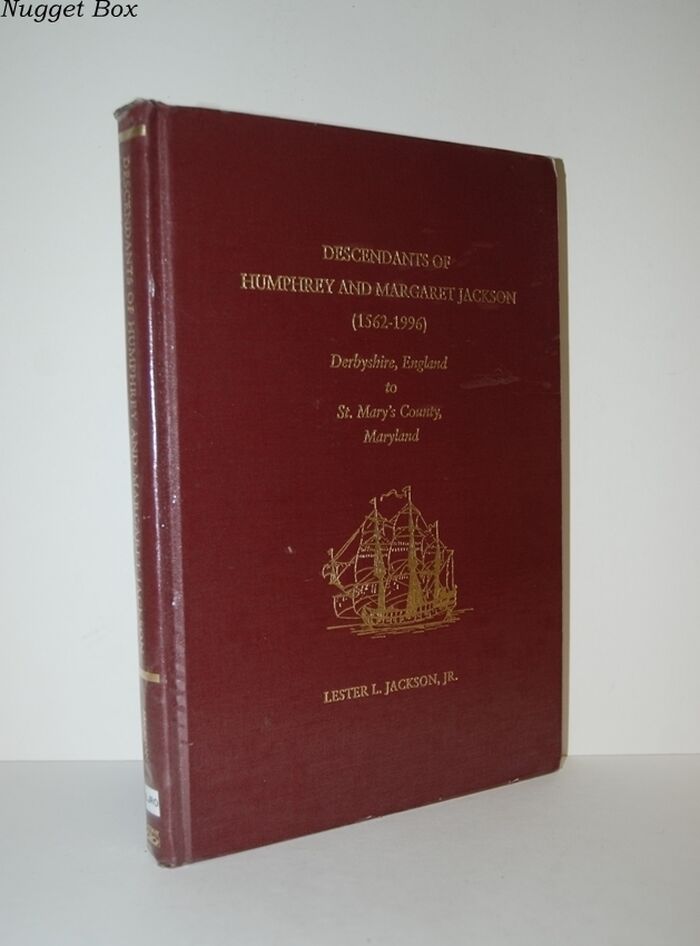 Nugget Box
DESCENDANTS OF HUMPHREY AND MARGARET JACKSON
DESCENDANTS OF
HUMPHREY AND MARGARET JACKSON
(1562-1996)
Derbyshire, England
to
St. Mary's County,
Maryland
LESTER L. JACKSON, JR.